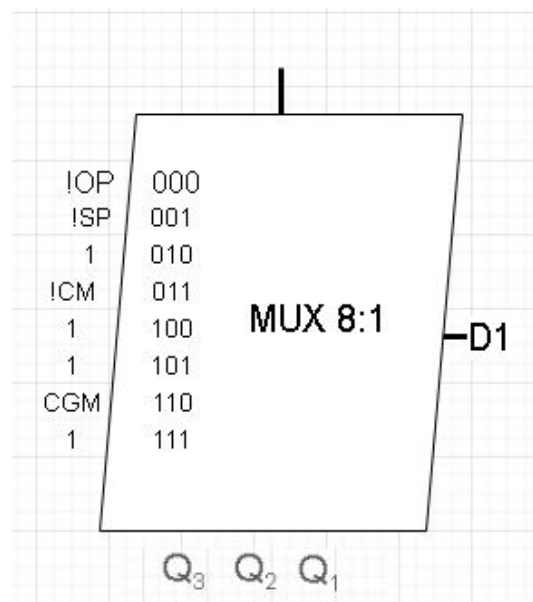 !OP 000
!SP 001
1 010
!CM 011
1 100
1 101
CGM 110
1 111
MUX 8:1
D1
Q₃ Q₂ Q₁